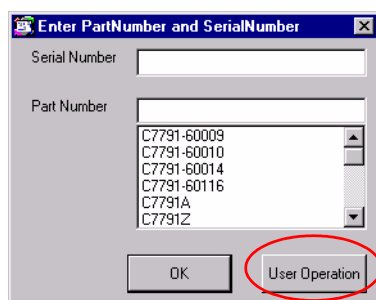 Enter PartNumber and SerialNumber
Serial Number
Part Number
C7791-60009
C7791-60010
C7791-60014
C7791-60116
C7791A
C7791Z
OK
User Operation